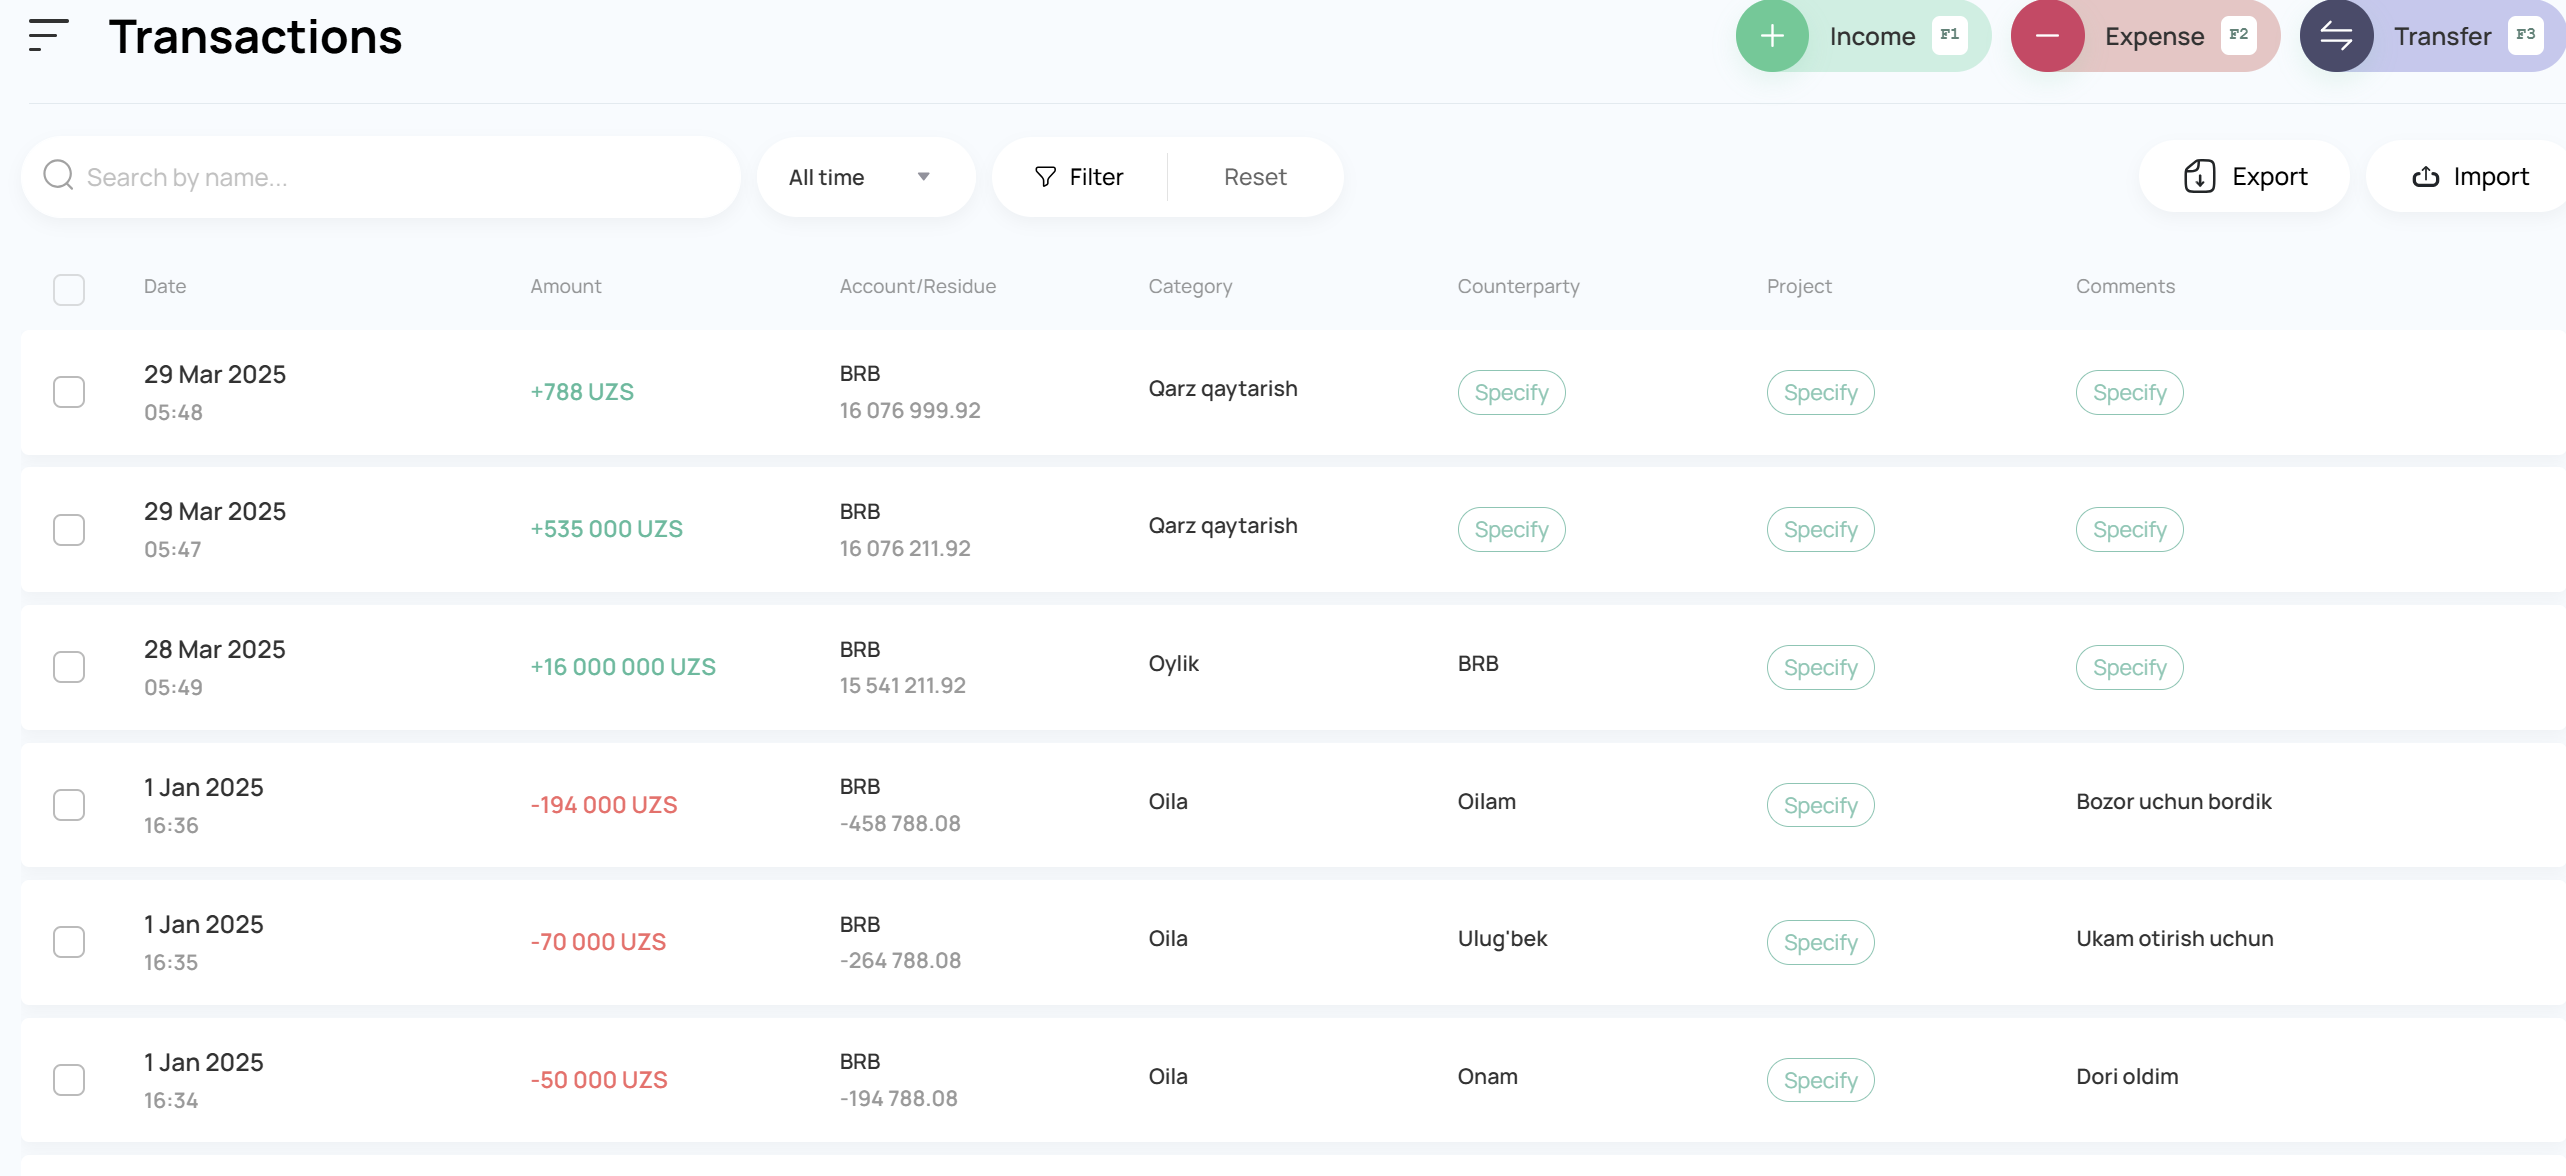 Transactions
Income F1
Expense F2
Transfer F3
Search by name...
All time
Filter
Reset
Export
Import
Date Amount Account/Residue Category Counterparty Project Comments
29 Mar 2025
05:48
+788 UZS
BRB
16 076 999.92
Qarz qaytarish
Specify
Specify
Specify
29 Mar 2025
05:47
+535 000 UZS
BRB
16 076 211.92
Qarz qaytarish
Specify
Specify
Specify
28 Mar 2025
05:49
+16 000 000 UZS
BRB
15 541 211.92
Oylik
BRB
Specify
Specify
1 Jan 2025
16:36
-194 000 UZS
BRB
-458 788.08
Oila
Oilam
Specify
Bozor uchun bordik
1 Jan 2025
16:35
-70 000 UZS
BRB
-264 788.08
Oila
Ulug'bek
Specify
Ukam otirish uchun
1 Jan 2025
16:34
-50 000 UZS
BRB
-194 788.08
Oila
Onam
Specify
Dori oldim